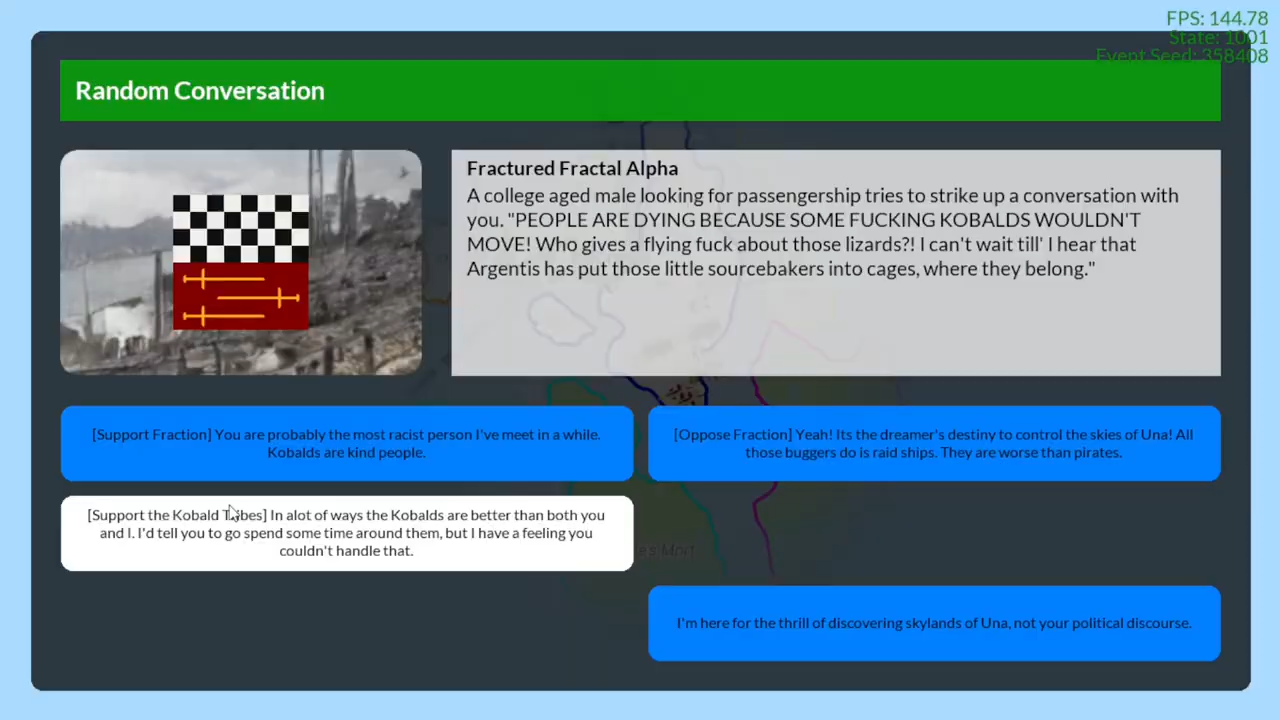 FPS: 144.78
State: 1001
Event Seed: 358408
Random Conversation
Fractured Fractal Alpha
A college aged male looking for passengership tries to strike up a conversation with
you. "PEOPLE ARE DYING BECAUSE SOME FUCKING KOBALDS WOULDN'T
MOVE! Who gives a flying fuck about those lizards?! I can't wait till' I hear that
Argentis has put those little sourcebakers into cages, where they belong."
[Support Fraction] You are probably the most racist person I've meet in a while.
Kobalds are kind people.
[Oppose Fraction] Yeah! Its the dreamer's destiny to control the skies of Una! All
those buggers do is raid ships. They are worse than pirates.
[Support the Kobald Tribes] In alot of ways the Kobalds are better than both you
and I. I'd tell you to go spend some time around them, but I have a feeling you
couldn't handle that.
I'm here for the thrill of discovering skylands of Una, not your political discourse.